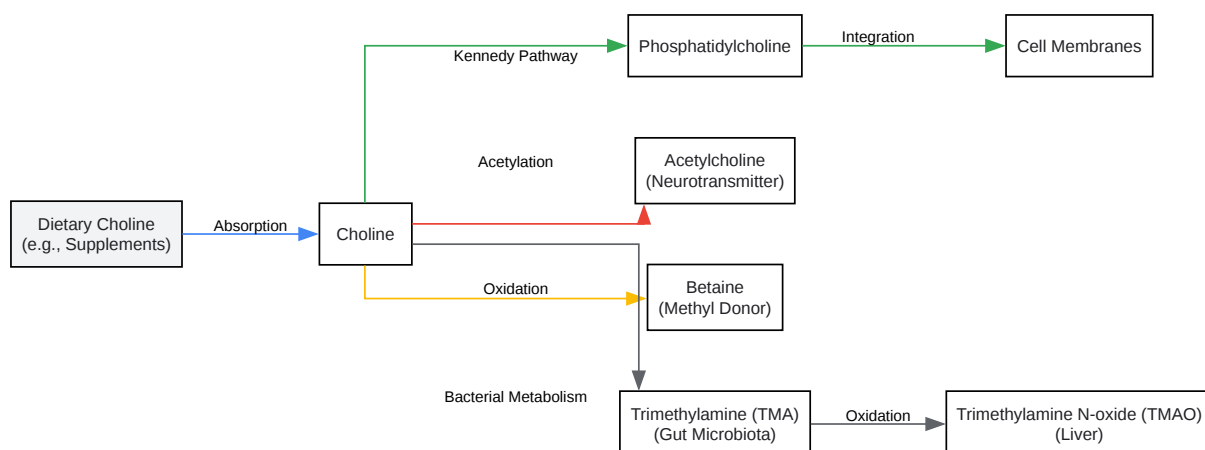 Phosphatidylcholine
Integration
Cell Membranes
Kennedy Pathway
Acetylation
Acetylcholine
(Neurotransmitter)
Dietary Choline
(e.g., Supplements)
Absorption
Choline
Oxidation
Betaine
(Methyl Donor)
Bacterial Metabolism
Trimethylamine (TMA)
(Gut Microbiota)
Oxidation
Trimethylamine N-oxide (TMAO)
(Liver)